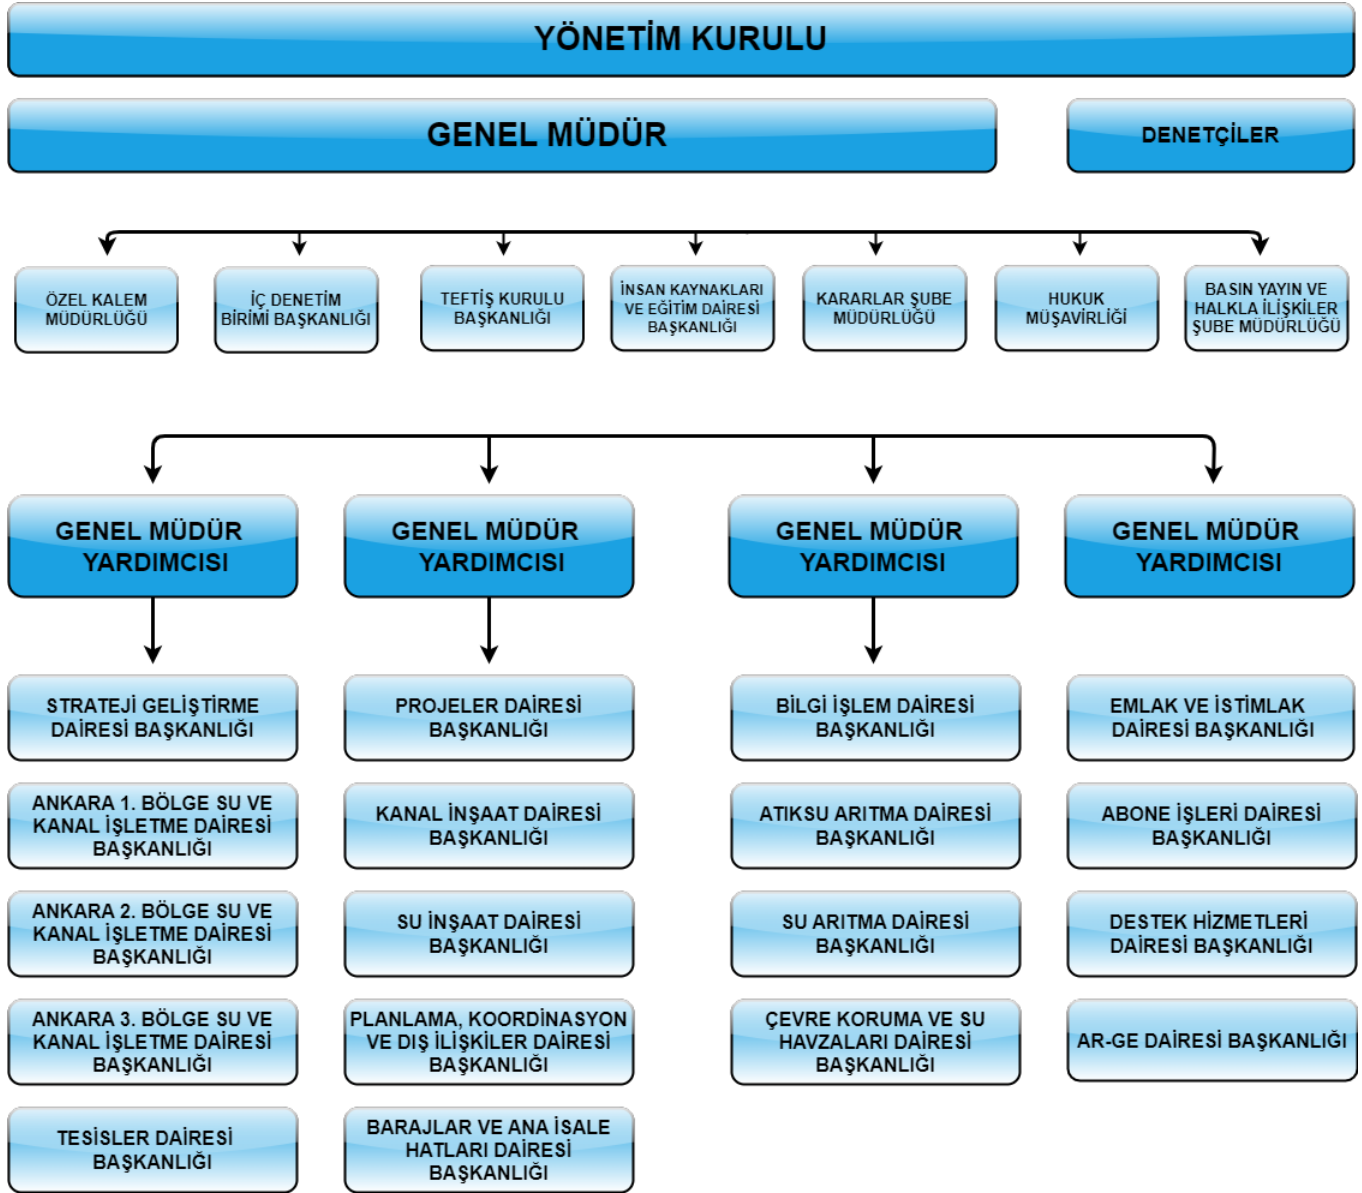 YÖNETİM KURULU
GENEL MÜDÜR
DENETÇİLER
ÖZEL KALEM
MÜDÜRLÜĞÜ
İÇ DENETİM
BİRİMİ BAŞKANLIĞI
TEFTİŞ KURULU
BAŞKANLIĞI
İNSAN KAYNAKLARI
VE EĞİTİM DAİRESİ
BAŞKANLIĞI
KARARLAR ŞUBE
MÜDÜRLÜĞÜ
HUKUK
MÜŞAVİRLİĞİ
BASIN YAYIN VE
HALKLA İLİŞKİLER
ŞUBE MÜDÜRLÜĞÜ
GENEL MÜDÜR
YARDIMCISI
GENEL MÜDÜR
YARDIMCISI
GENEL MÜDÜR
YARDIMCISI
GENEL MÜDÜR
YARDIMCISI
STRATEJİ GELİŞTİRME
DAİRESİ BAŞKANLIĞI
PROJELER DAİRESİ
BAŞKANLIĞI
BİLGİ İŞLEM DAİRESİ
BAŞKANLIĞI
EMLAK VE İSTİMLAK
DAİRESİ BAŞKANLIĞI
ANKARA 1. BÖLGE SU VE
KANAL İŞLETME DAİRESİ
BAŞKANLIĞI
KANAL İNŞAAT DAİRESİ
BAŞKANLIĞI
ATIKSU ARITMA DAİRESİ
BAŞKANLIĞI
ABONE İŞLERİ DAİRESİ
BAŞKANLIĞI
ANKARA 2. BÖLGE SU VE
KANAL İŞLETME DAİRESİ
BAŞKANLIĞI
SU İNŞAAT DAİRESİ
BAŞKANLIĞI
SU ARITMA DAİRESİ
BAŞKANLIĞI
DESTEK HİZMETLERİ
DAİRESİ BAŞKANLIĞI
ANKARA 3. BÖLGE SU VE
KANAL İŞLETME DAİRESİ
BAŞKANLIĞI
PLANLAMA, KOORDİNASYON
VE DIŞ İLİŞKİLER DAİRESİ
BAŞKANLIĞI
ÇEVRE KORUMA VE SU
HAVZALARI DAİRESİ
BAŞKANLIĞI
AR-GE DAİRESİ BAŞKANLIĞI
TESİSLER DAİRESİ
BAŞKANLIĞI
BARAJLAR VE ANA İSALE
HATLARI DAİRESİ
BAŞKANLIĞI